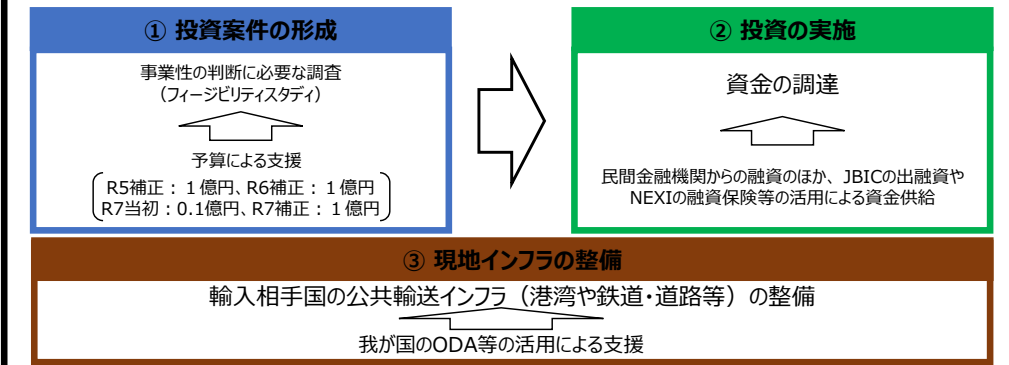 ① 投資案件の形成
事業性の判断に必要な調査
（フィージビリティスタディ）
予算による支援
R5補正：１億円、R6補正：１億円
R7当初：0.1億円、R7補正：１億円
② 投資の実施
資金の調達
民間金融機関からの融資のほか、JBICの出融資や
NEXIの融資保険等の活用による資金供給
③ 現地インフラの整備
輸入相手国の公共輸送インフラ（港湾や鉄道・道路等）の整備
我が国のODA等の活用による支援